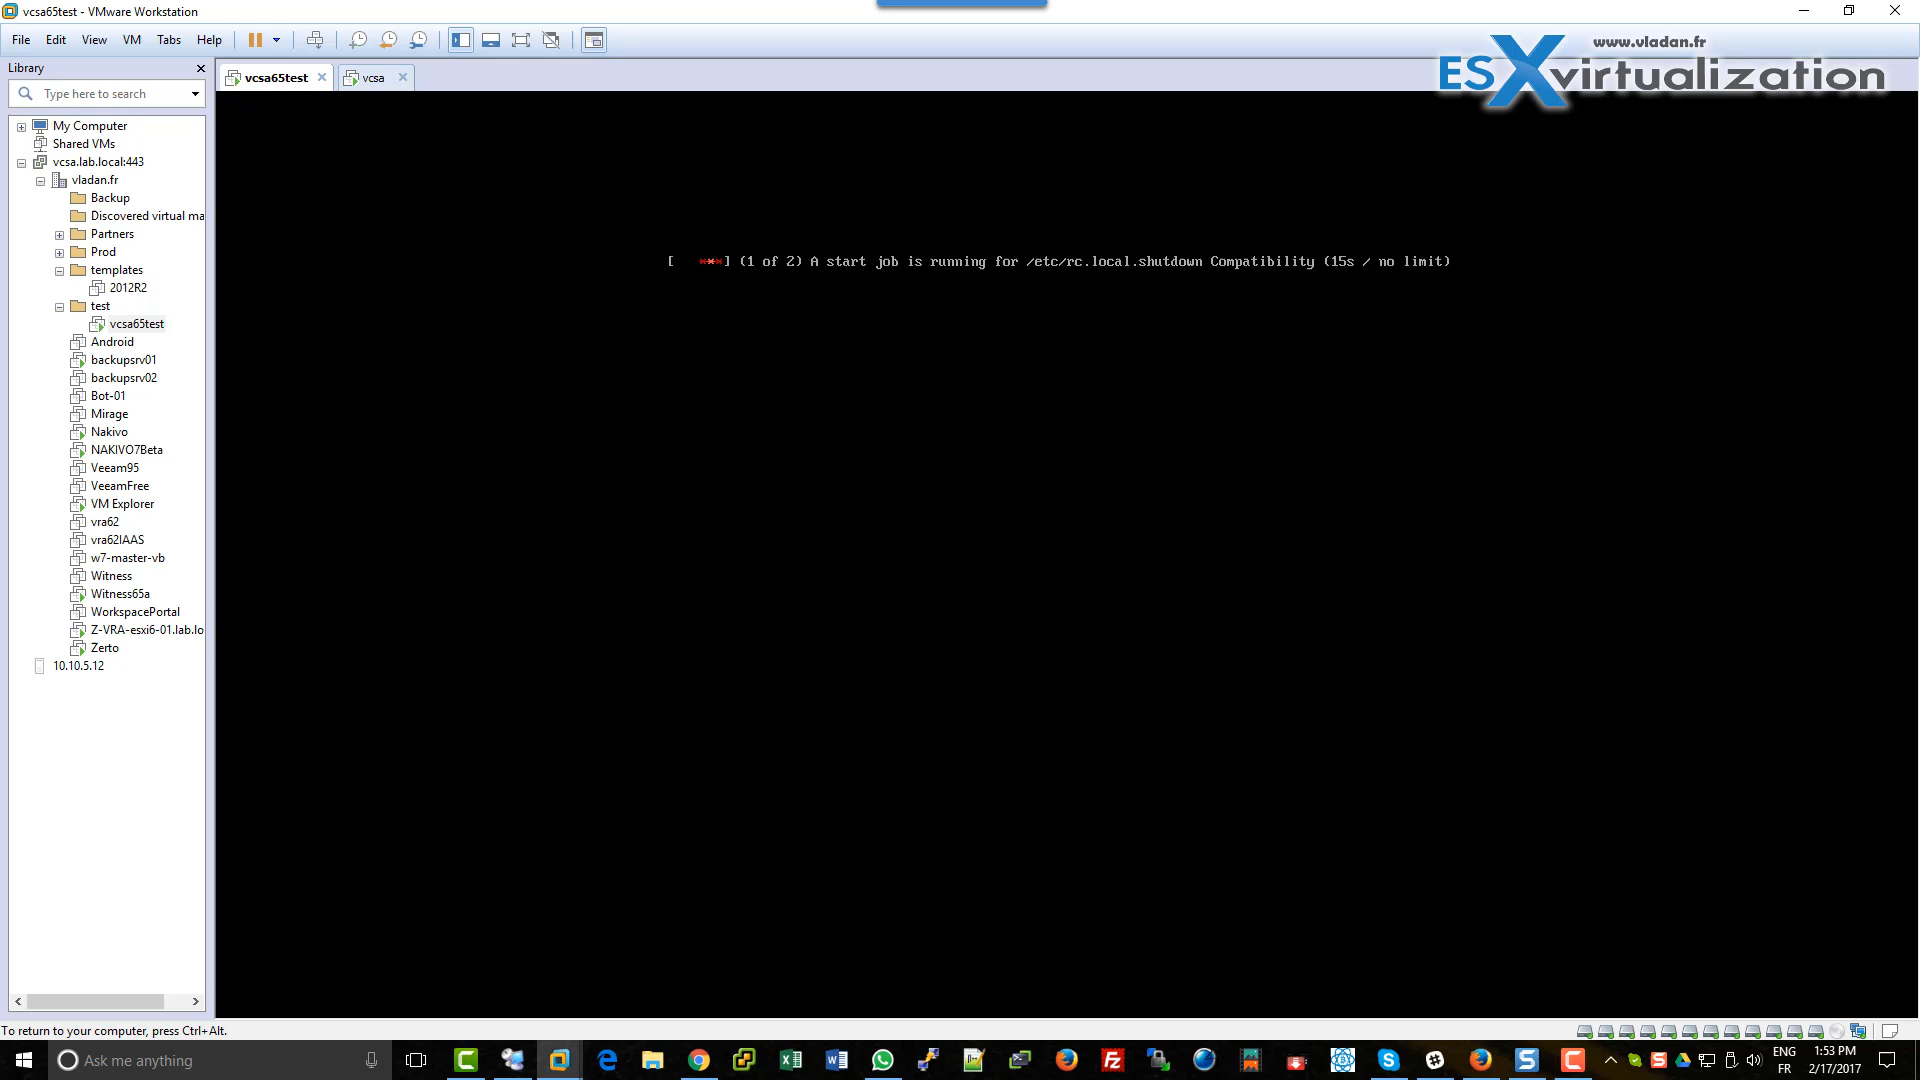 vcsa65test - VMware Workstation
File Edit View VM Tabs Help
www.vladan.fr
ESXvirtualization
Library
vcsa65test vcsa
Type here to search
My Computer
Shared VMs
vcsa.lab.local:443
vladan.fr
Backup
Discovered virtual ma
Partners
Prod
templates
2012R2
test
vcsa65test
Android
backupsrv01
backupsrv02
Bot-01
Mirage
Nakivo
NAKIVO7Beta
Veeam95
VeeamFree
VM Explorer
vra62
vra62IAAS
w7-master-vb
Witness
Witness65a
WorkspacePortal
Z-VRA-esxi6-01.lab.lo
Zerto
10.10.5.12
[ ***] (1 of 2) A start job is running for /etc/rc.local.shutdown Compatibility (15s / no limit)
To return to your computer, press Ctrl+Alt.
Ask me anything
ENG
FR
1:53 PM
2/17/2017